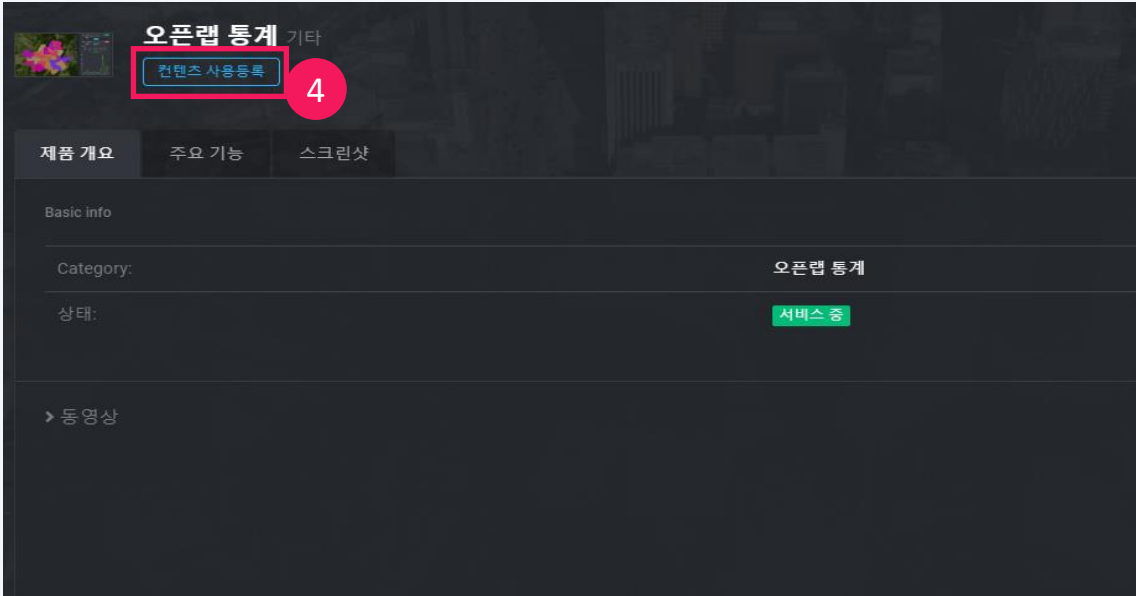 오픈랩 통계 기타
컨텐츠 사용등록
4
제품 개요 주요 기능 스크린샷
Basic info
Category: 오픈랩 통계
상태: 서비스 중
동영상